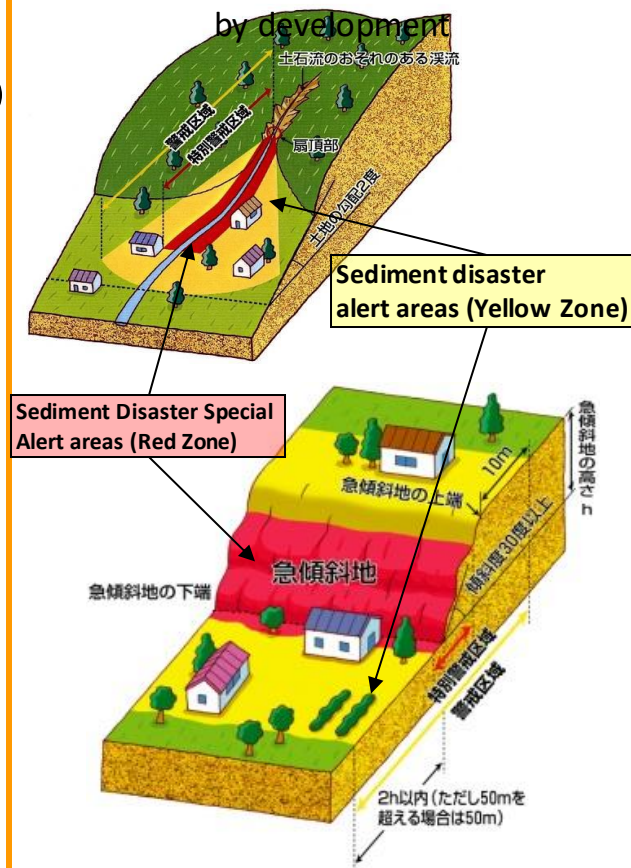 by development
土石流のおそれのある渓流
警戒区域
特別警戒区域
扇頂部
土地の勾配2度
Sediment disaster
alert areas (Yellow Zone)
Sediment Disaster Special
Alert areas (Red Zone)
急傾斜地の高さh
10m
急傾斜地の上端
傾斜度30度以上
急傾斜地
急傾斜地の下端
特別警戒区域
警戒区域
2h以内(ただし50mを
超える場合は50m)